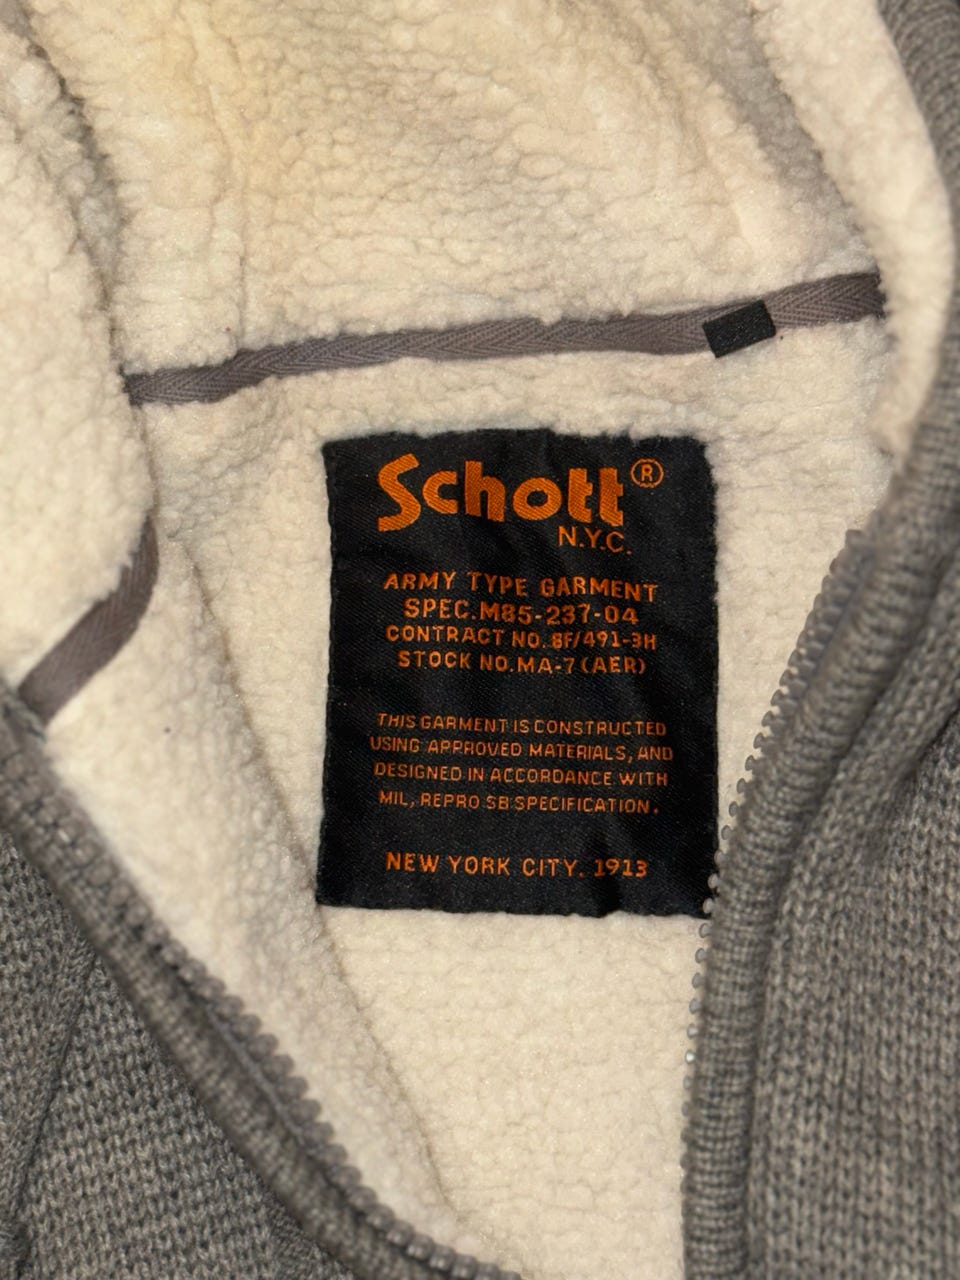 Schott®
N.Y.C.
ARMY TYPE GARMENT
SPEC.M85-237-04
CONTRACT NO. 8F/491-3H
STOCK NO.MA-7(AER)
THIS GARMENT IS CONSTRUCTED
USING APPROVED MATERIALS, AND
DESIGNED IN ACCORDANCE WITH
MIL, REPRO SB SPECIFICATION.
NEW YORK CITY. 1913